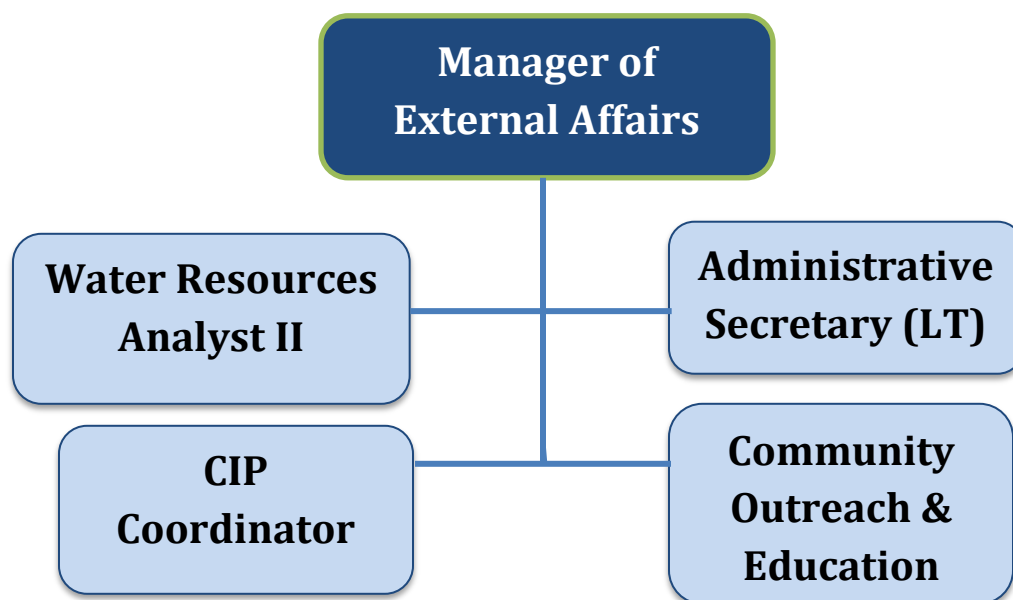 Manager of
External Affairs
Water Resources
Analyst II
Administrative
Secretary (LT)
CIP
Coordinator
Community
Outreach &
Education